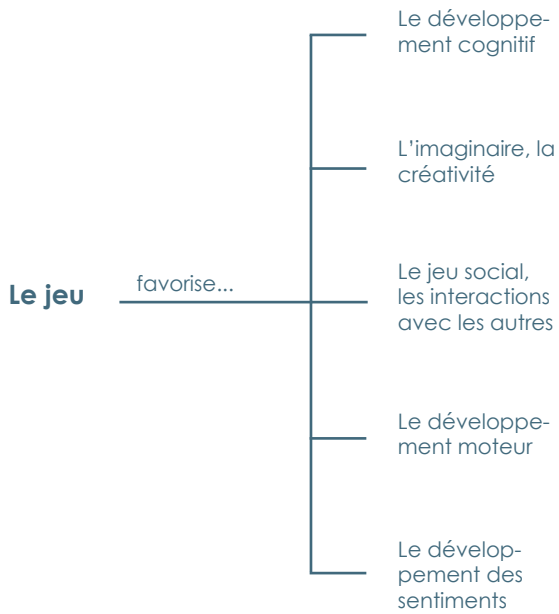 Le développe-
ment cognitif
L’imaginaire, la
créativité
Le jeu
favorise...
Le jeu social,
les interactions
avec les autres
Le développe-
ment moteur
Le dévelop-
pement des
sentiments